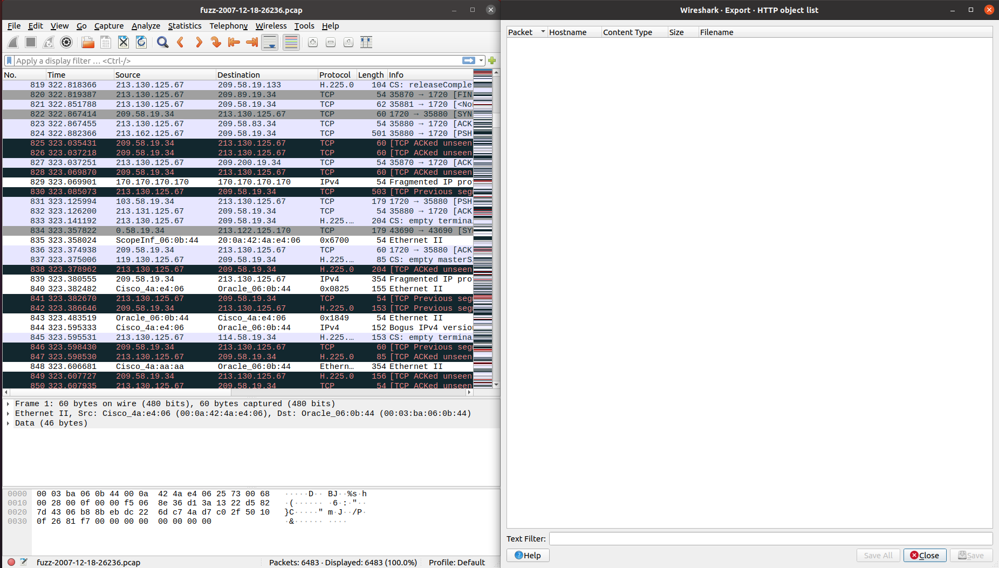 fuzz-2007-12-18-26236.pcap
File Edit View Go Capture Analyze Statistics Telephony Wireless Tools Help
Apply a display filter … <Ctrl-/>
No. Time Source Destination Protocol Length Info
819 322.818366 213.130.125.67 209.58.19.133 H.225.0 104 CS: releaseComple
820 322.819387 213.130.125.67 209.89.19.34 TCP 54 35870 → 1720 [FIN
821 322.851788 213.130.125.67 209.58.19.34 TCP 62 35881 → 1720 [<No
822 322.867414 209.58.19.34 213.130.125.67 TCP 60 1720 → 35880 [SYN
823 322.867455 213.130.125.67 209.58.83.34 TCP 54 35880 → 1720 [ACK
824 322.882366 213.162.125.67 209.58.19.34 TCP 501 35880 → 1720 [PSH
825 323.035431 209.58.19.34 213.130.125.67 TCP 60 [TCP ACKed unseen
826 323.037218 209.58.19.34 213.130.125.67 TCP 60 [TCP ACKed unseen
827 323.037251 213.130.125.67 209.200.19.34 TCP 54 35870 → 1720 [ACK
828 323.069870 209.58.19.34 213.130.125.67 TCP 60 [TCP ACKed unseen
829 323.069901 170.170.170.170 170.170.170.170 IPv4 54 Fragmented IP pro
830 323.085073 213.130.125.67 209.58.19.34 TCP 503 [TCP Previous seg
831 323.125994 103.58.19.34 213.130.125.67 TCP 179 1720 → 35880 [PSH
832 323.126200 213.131.125.67 209.58.19.34 TCP 54 35880 → 1720 [ACK
833 323.141192 213.130.125.67 209.58.19.34 H.225.… 204 CS: empty termina
834 323.357822 0.58.19.34 213.122.125.170 TCP 179 43690 → 43690 [SY
835 323.358024 ScopeInf_06:0b:44 20:0a:42:4a:e4:06 0x6700 54 Ethernet II
836 323.374938 209.58.19.34 213.130.125.67 TCP 60 1720 → 35880 [ACK
837 323.375006 119.130.125.67 209.58.19.34 H.225.… 85 CS: empty masterS
838 323.378962 213.130.125.67 209.58.19.34 H.225.0 204 [TCP ACKed unseen
839 323.380555 209.58.19.34 213.130.125.67 IPv4 354 Fragmented IP pro
840 323.382482 Cisco_4a:e4:06 Oracle_06:0b:44 0x0825 155 Ethernet II
841 323.382670 213.130.125.67 209.58.19.34 TCP 54 [TCP Previous seg
842 323.386646 209.58.19.34 213.130.125.67 H.225.0 153 [TCP Previous seg
843 323.483519 Oracle_06:0b:44 Cisco_4a:e4:06 0x1849 54 Ethernet II
844 323.595333 Cisco_4a:e4:06 Oracle_06:0b:44 IPv4 152 Bogus IPv4 versio
845 323.595531 213.130.125.67 114.58.19.34 H.225.… 153 CS: empty termina
846 323.598430 209.58.19.34 213.130.125.67 TCP 60 [TCP Previous seg
847 323.598530 213.130.125.67 209.58.19.34 H.225.0 85 [TCP ACKed unseen
848 323.606681 Cisco_4a:aa:aa Oracle_06:0b:44 Ethern… 354 Ethernet II
849 323.607727 209.58.19.34 213.130.125.67 H.225.0 156 [TCP ACKed unseen
850 323.607935 213.130.125.67 209.58.19.34 TCP 54 [TCP ACKed unseen
Frame 1: 60 bytes on wire (480 bits), 60 bytes captured (480 bits)
Ethernet II, Src: Cisco_4a:e4:06 (00:0a:42:4a:e4:06), Dst: Oracle_06:0b:44 (00:03:ba:06:0b:44)
Data (46 bytes)
0000 00 03 ba 06 0b 44 00 0a 42 4a e4 06 25 73 00 68 ·····D·· BJ··%s·h
0010 00 28 00 0f 00 00 f5 06 8e 36 d1 3a 13 22 d5 82 ·(······ ·6·:·"··
0020 7d 43 06 b8 8b eb dc 22 6d c7 4a d7 c0 2f 50 10 }C·····" m·J··/P·
0030 0f 26 81 f7 00 00 00 00 00 00 00 00 ·&······ ····
fuzz-2007-12-18-26236.pcap
Packets: 6483 · Displayed: 6483 (100.0%)
Profile: Default
Wireshark · Export · HTTP object list
Packet Hostname Content Type Size Filename
Text Filter:
Help
Save All
Close
Save